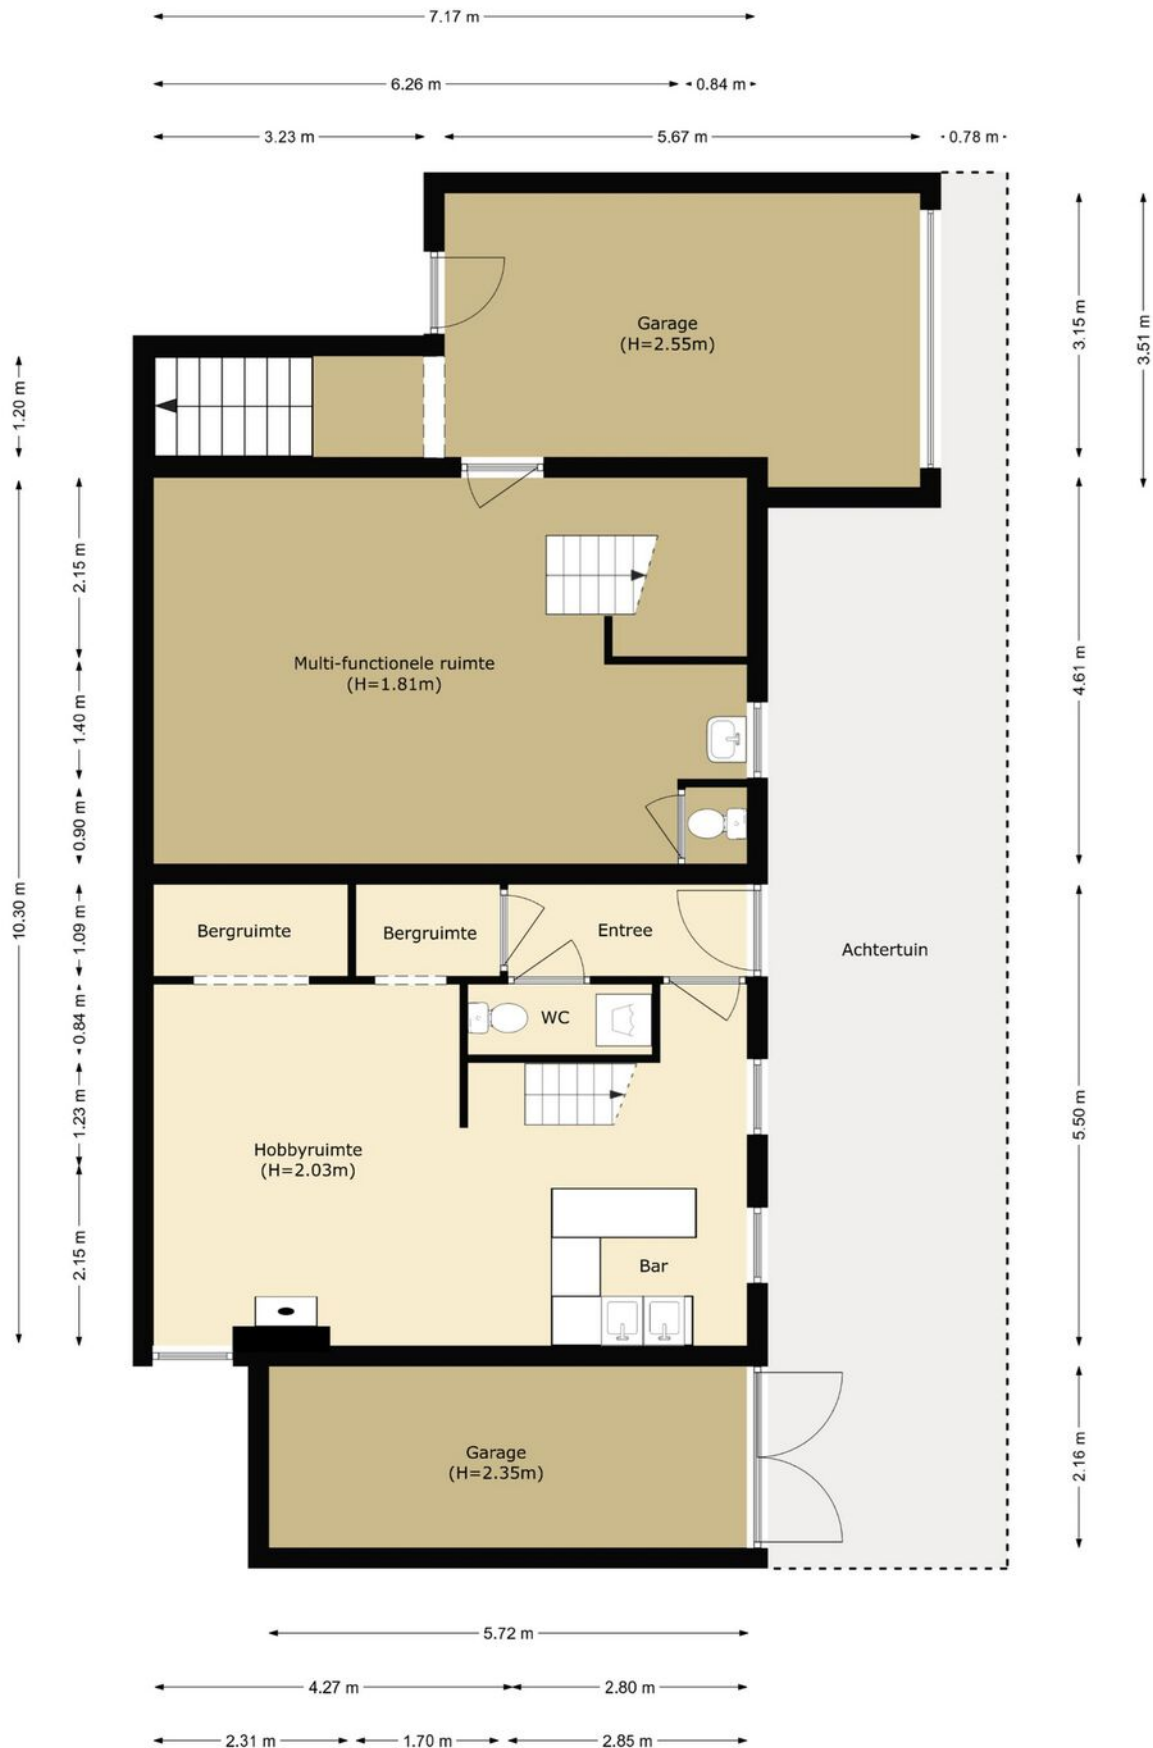 7.17 m
6.26 m
0.84 m
3.23 m
5.67 m
0.78 m
Garage
(H=2.55m)
3.15 m
3.51 m
1.20 m
2.15 m
Multi-functionele ruimte
(H=1.81m)
4.61 m
1.40 m
0.90 m
10.30 m
1.09 m
Bergruimte
Bergruimte
Entree
Achtertuin
0.84 m
WC
1.23 m
5.50 m
Hobbyruimte
(H=2.03m)
2.15 m
Bar
Garage
(H=2.35m)
2.16 m
5.72 m
4.27 m
2.80 m
2.31 m
1.70 m
2.85 m